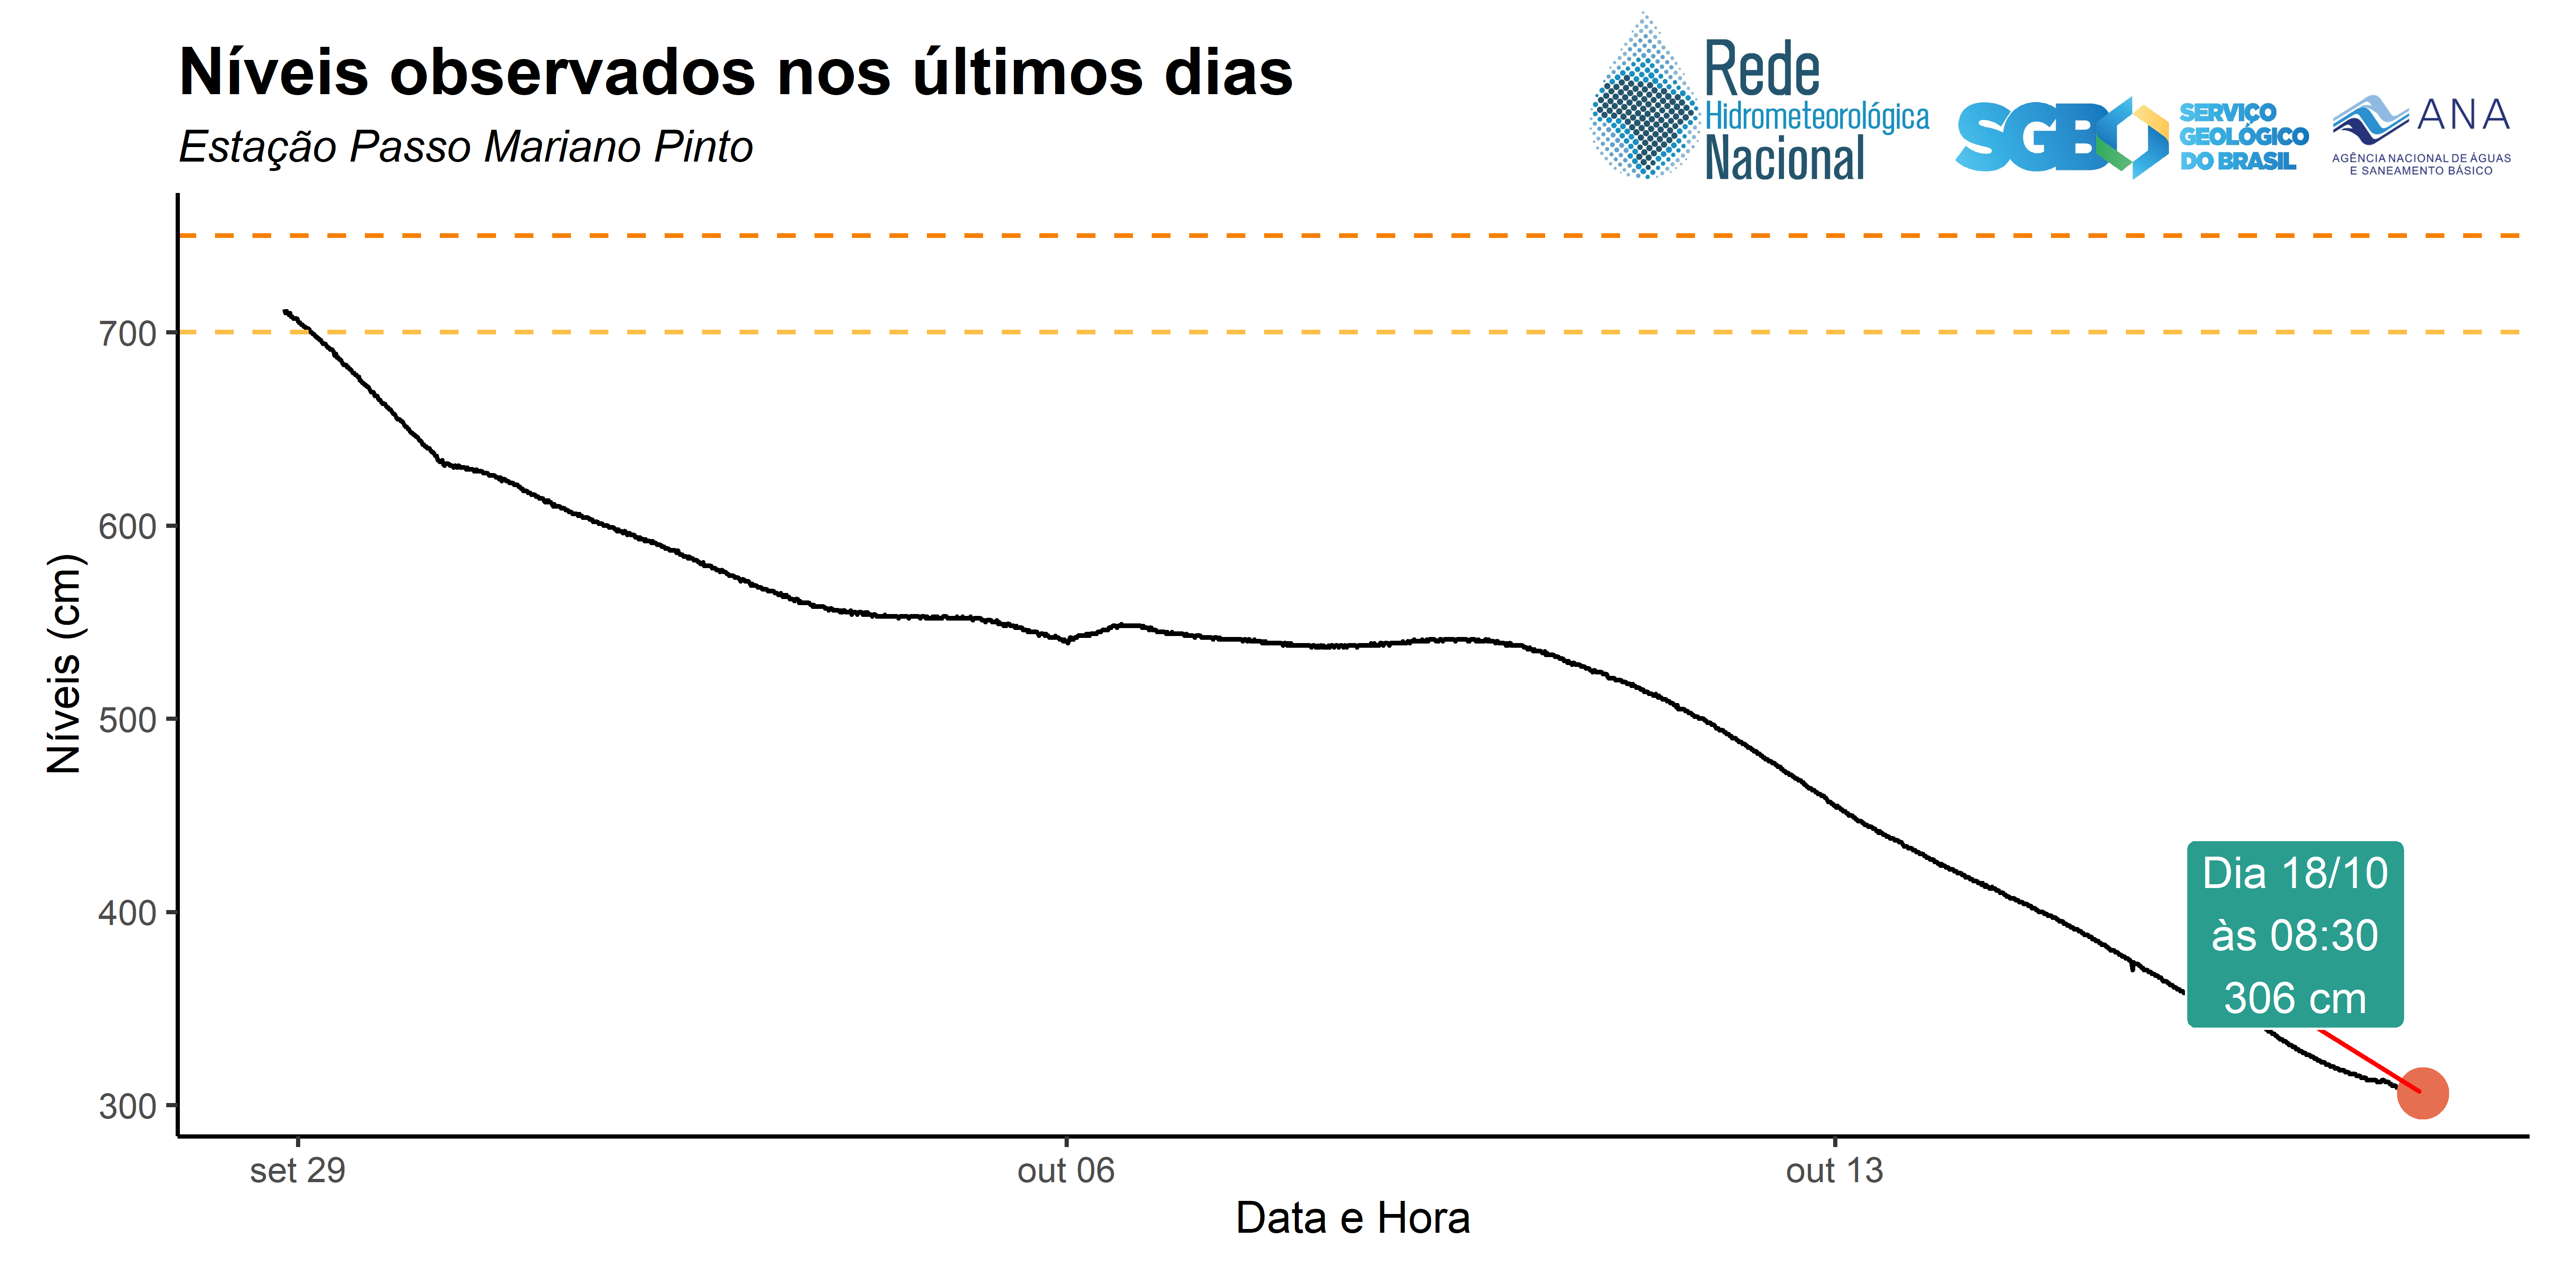 Níveis observados nos últimos dias
Estação Passo Mariano Pinto
Rede
Hidrometeorológica
Nacional
SGB
SERVIÇO
GEOLÓGICO
DO BRASIL
ANA
AGÊNCIA NACIONAL DE ÁGUAS
E SANEAMENTO BÁSICO
Níveis (cm)
700
600
500
400
300
Dia 18/10
às 08:30
306 cm
set 29
out 06
out 13
Data e Hora